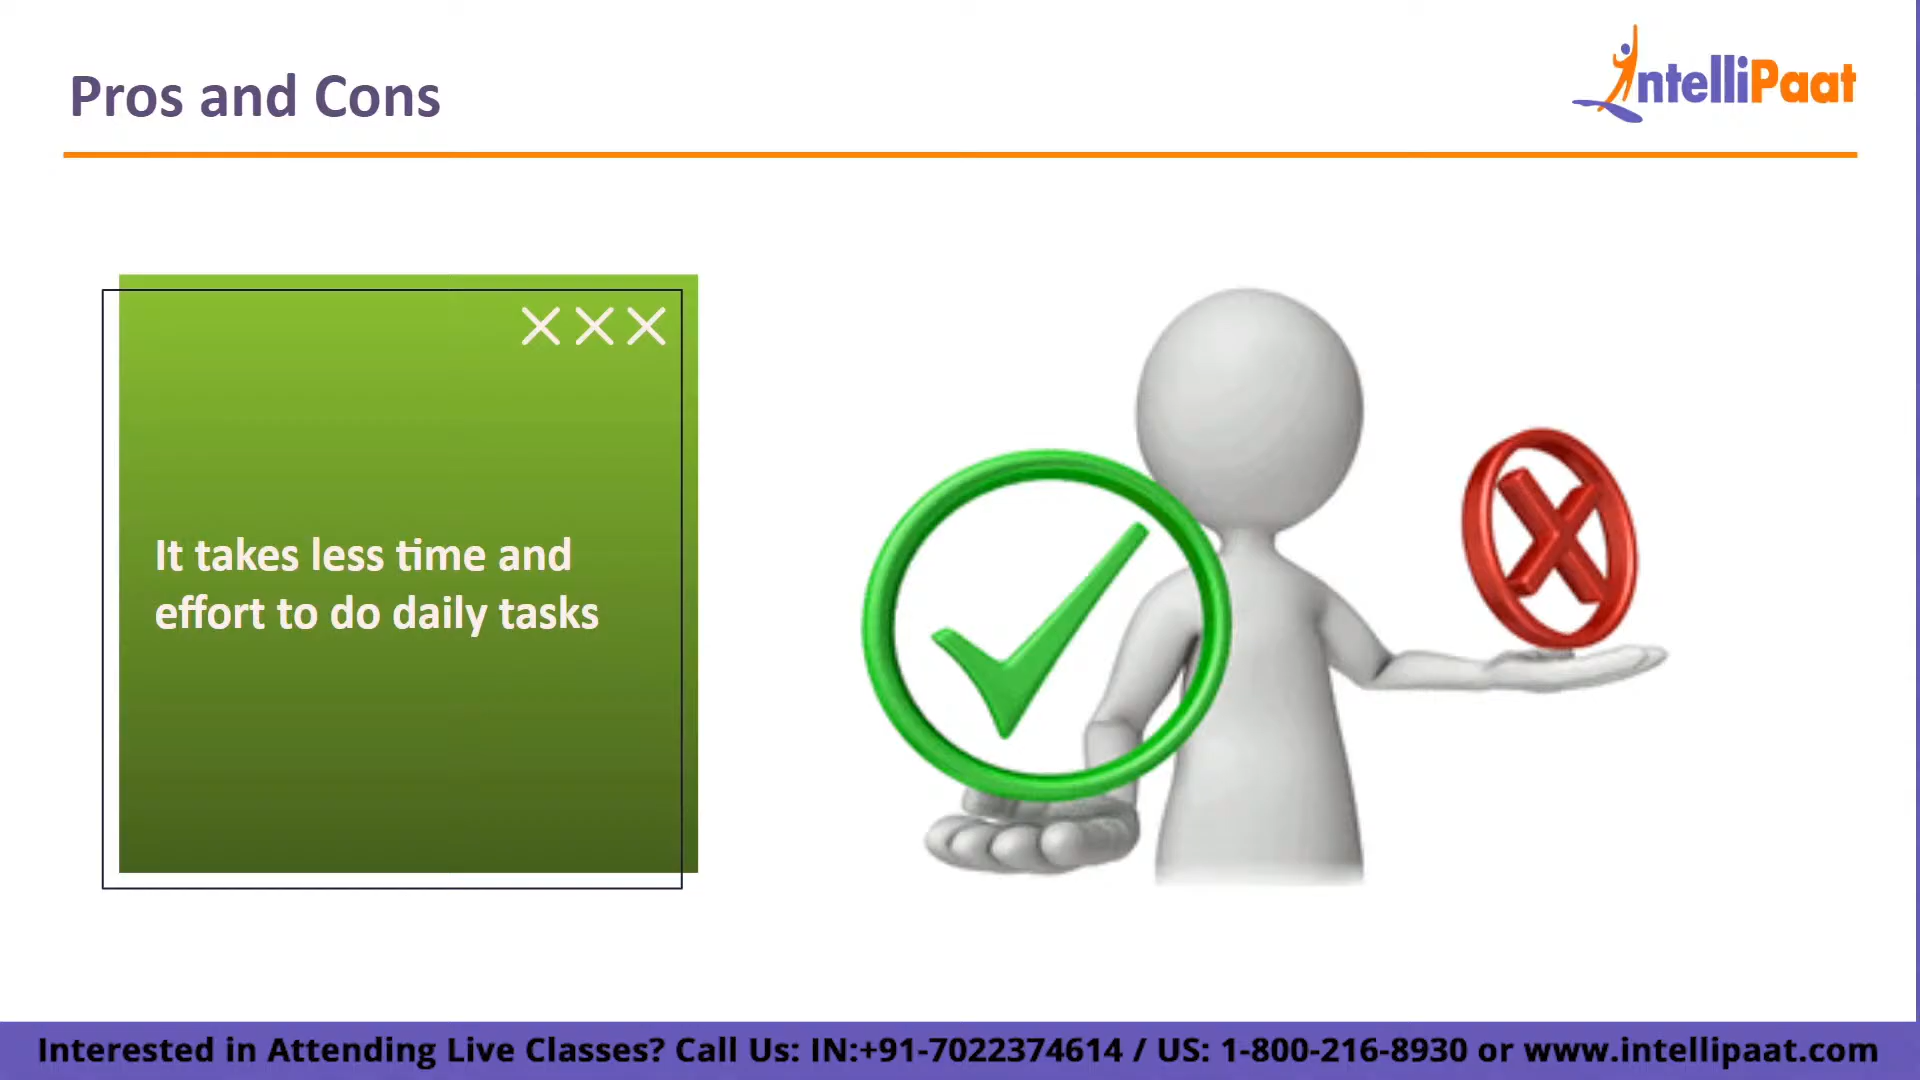 Pros and Cons
IntelliPaat
It takes less time and
effort to do daily tasks
Interested in Attending Live Classes? Call Us: IN:+91-7022374614 / US: 1-800-216-8930 or www.intellipaat.com